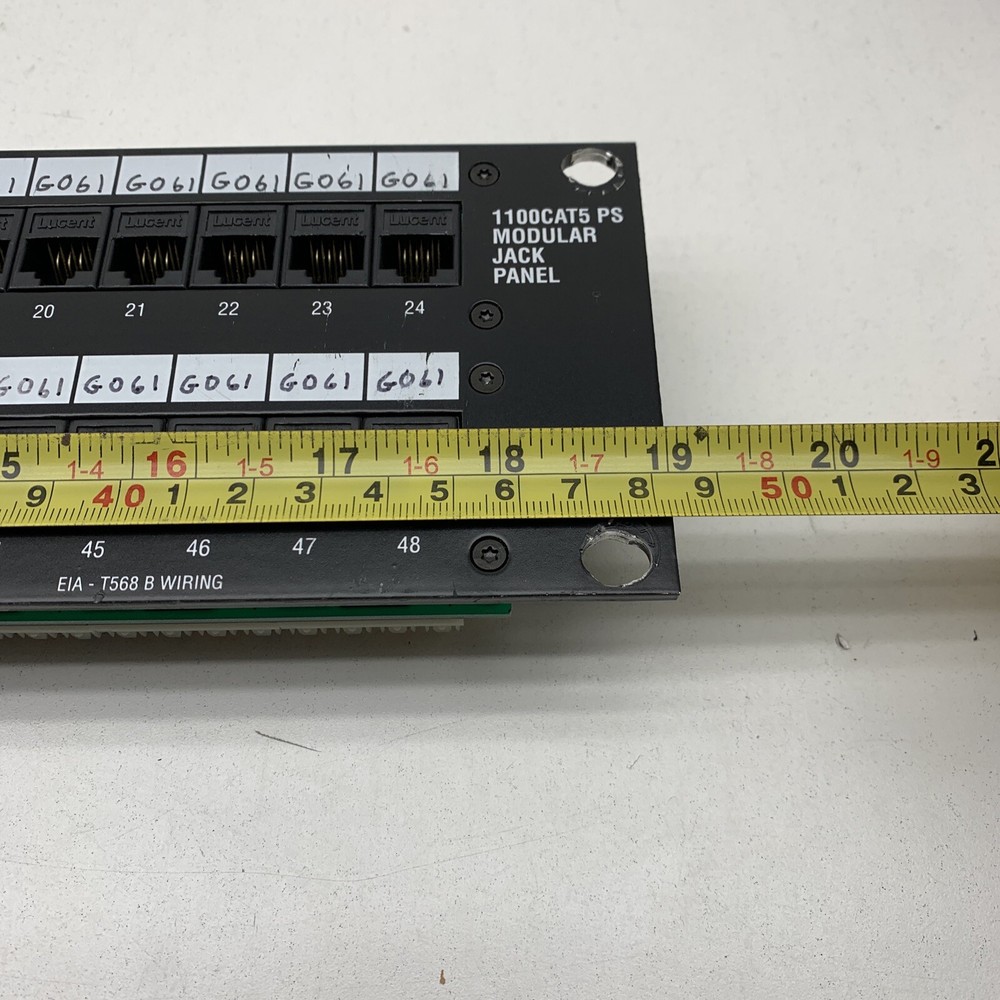 1 G061 G061 G061 G061 G061
Lucent Lucent Lucent Lucent Lucent
1100CAT5 PS
MODULAR
JACK
PANEL
20 21 22 23 24
G061 G061 G061 G061 G061
5 1-4 16 1-5 17 1-6 18 1-7 19 1-8 20 1-9 2
9 40 1 2 3 4 5 6 7 8 9 50 1 2 3
45 46 47 48
EIA - T568 B WIRING